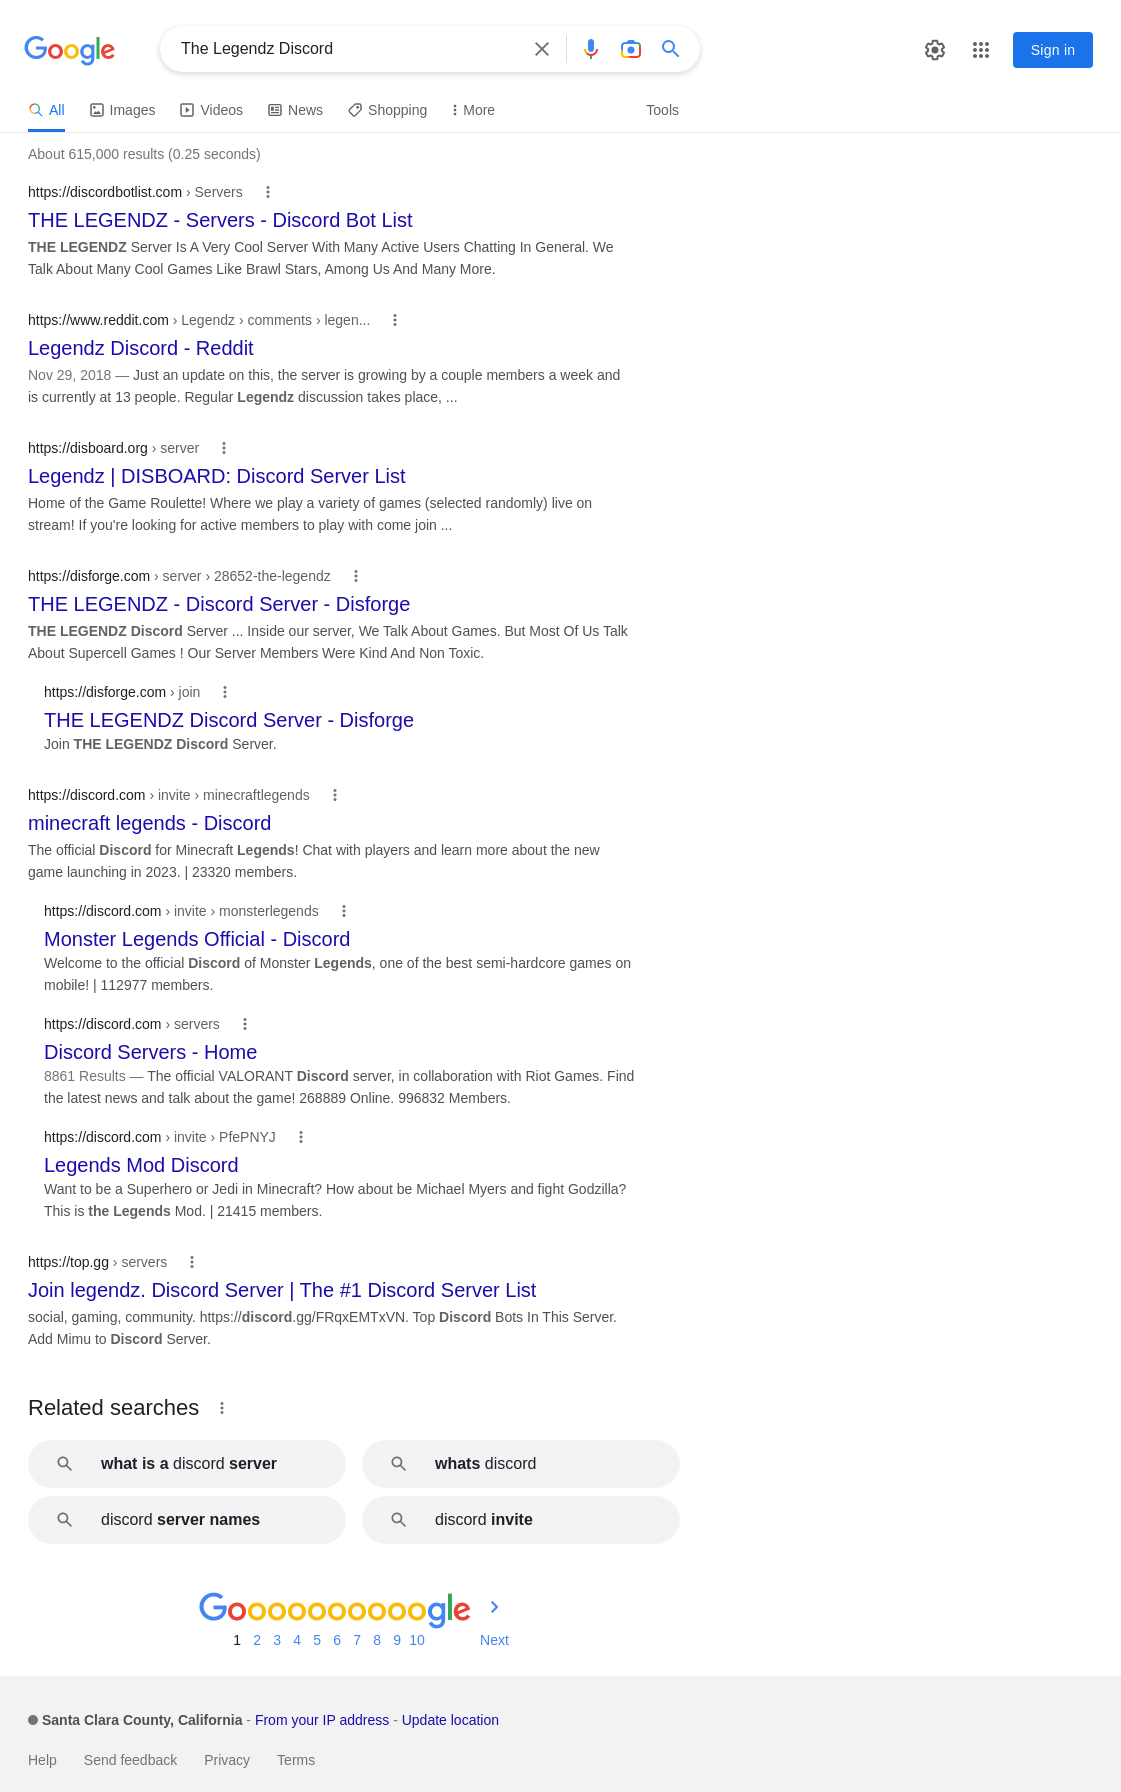 Google
The Legendz Discord
Sign in
All Images Videos News Shopping More Tools
About 615,000 results (0.25 seconds)
https://discordbotlist.com › Servers
THE LEGENDZ - Servers - Discord Bot List
THE LEGENDZ Server Is A Very Cool Server With Many Active Users Chatting In General. We
Talk About Many Cool Games Like Brawl Stars, Among Us And Many More.
https://www.reddit.com › Legendz › comments › legen...
Legendz Discord - Reddit
Nov 29, 2018 — Just an update on this, the server is growing by a couple members a week and
is currently at 13 people. Regular Legendz discussion takes place, ...
https://disboard.org › server
Legendz | DISBOARD: Discord Server List
Home of the Game Roulette! Where we play a variety of games (selected randomly) live on
stream! If you're looking for active members to play with come join ...
https://disforge.com › server › 28652-the-legendz
THE LEGENDZ - Discord Server - Disforge
THE LEGENDZ Discord Server ... Inside our server, We Talk About Games. But Most Of Us Talk
About Supercell Games ! Our Server Members Were Kind And Non Toxic.
https://disforge.com › join
THE LEGENDZ Discord Server - Disforge
Join THE LEGENDZ Discord Server.
https://discord.com › invite › minecraftlegends
minecraft legends - Discord
The official Discord for Minecraft Legends! Chat with players and learn more about the new
game launching in 2023. | 23320 members.
https://discord.com › invite › monsterlegends
Monster Legends Official - Discord
Welcome to the official Discord of Monster Legends, one of the best semi-hardcore games on
mobile! | 112977 members.
https://discord.com › servers
Discord Servers - Home
8861 Results — The official VALORANT Discord server, in collaboration with Riot Games. Find
the latest news and talk about the game! 268889 Online. 996832 Members.
https://discord.com › invite › PfePNYJ
Legends Mod Discord
Want to be a Superhero or Jedi in Minecraft? How about be Michael Myers and fight Godzilla?
This is the Legends Mod. | 21415 members.
https://top.gg › servers
Join legendz. Discord Server | The #1 Discord Server List
social, gaming, community. https://discord.gg/FRqxEMTxVN. Top Discord Bots In This Server.
Add Mimu to Discord Server.
Related searches
what is a discord server
whats discord
discord server names
discord invite
Goooooooooogle
1 2 3 4 5 6 7 8 9 10 Next
Santa Clara County, California - From your IP address - Update location
Help Send feedback Privacy Terms